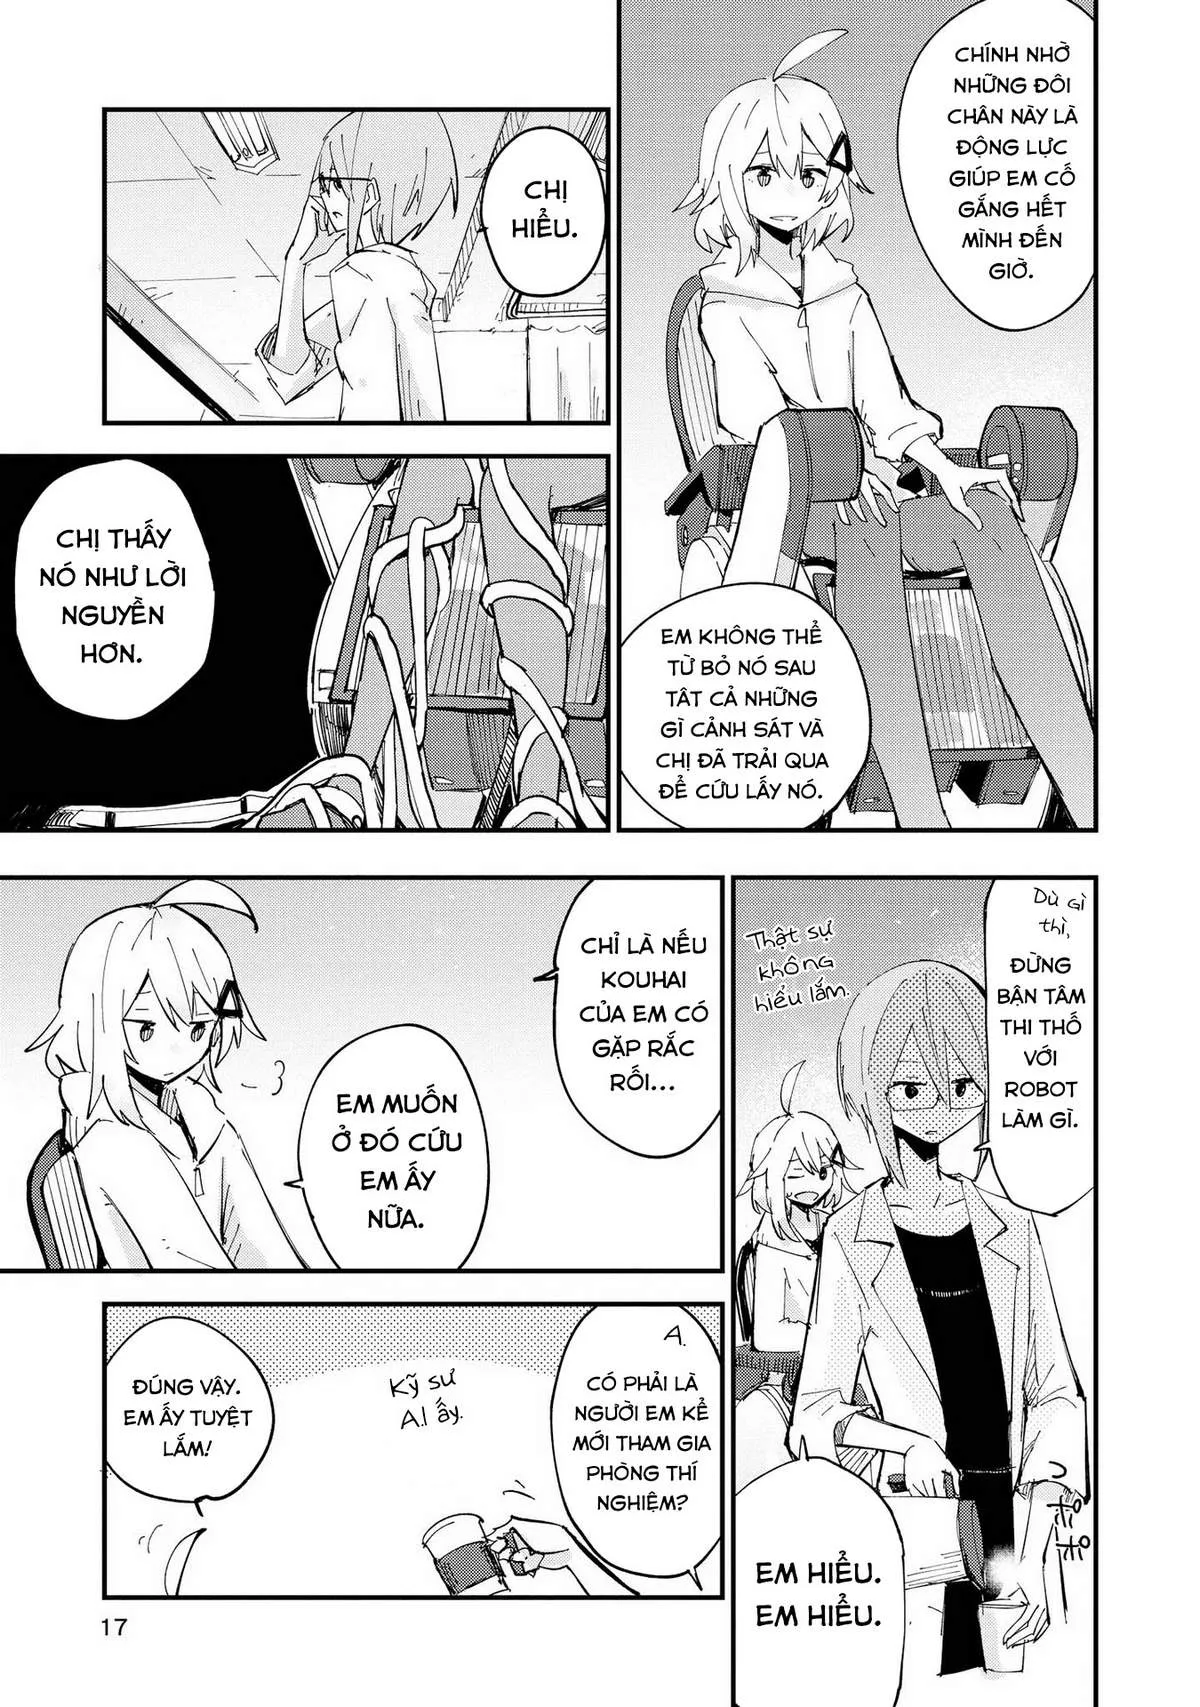 CHÍNH NHỜ
NHỮNG ĐÔI
CHÂN NÀY LÀ
ĐỘNG LỰC
GIÚP EM CỐ
GẮNG HẾT
MÌNH ĐẾN
GIỜ.
EM KHÔNG THỂ
TỪ BỎ NÓ SAU
TÂT CẢ NHỮNG
GÌ CẢNH SÁT VÀ
CHỊ ĐÃ TRẢI QUA
ĐỂ CỨU LẤY NÓ.
CHỊ
HIỂU.
CHỊ THẤY
NÓ NHƯ LỜI
NGUYỀN
HƠN.
Dù gì
thì,
ĐỪNG
BẬN TÂM
THI THỐ
VỚI
ROBOT
LÀM GÌ.
Thật sự
không
hiểu lắm.
EM HIỂU.
EM HIỂU.
ポポポ
CHỈ LÀ NẾU
KOUHAI
CỦA EM CÓ
GẶP RẮC
RỐI...
EM MUỐN
Ở ĐÓ CỨU
EM ẤY
NỮA.
A.
CÓ PHẢI LÀ
NGƯỜI EM KỂ
MỚI THAM GIA
PHÒNG THÍ
NGHIỆM?
Kỹ sư
A.I ấy.
ĐÚNG VẬY.
EM ẤY TUYỆT
LẮM!
17